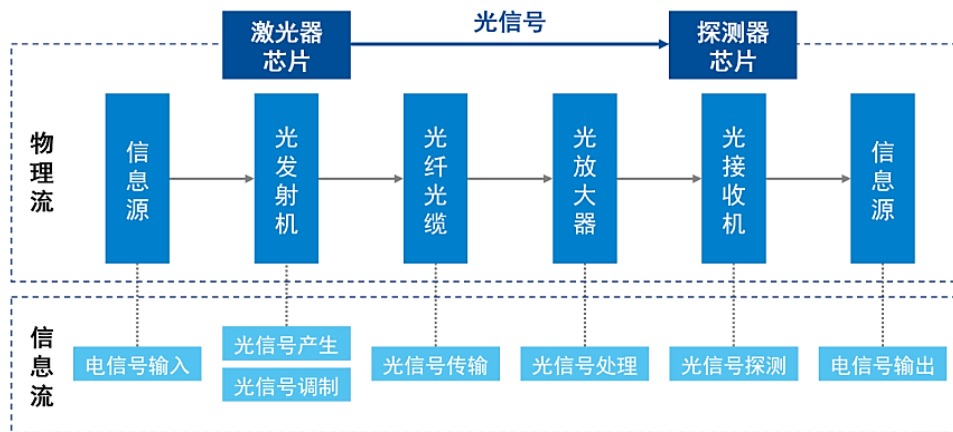 激光器
芯片
光信号
探测器
芯片
物理流
信息源
光发射机
光纤光缆
光放大器
光接收机
信息源
信息流
电信号输入
光信号产生
光信号调制
光信号传输
光信号处理
光信号探测
电信号输出